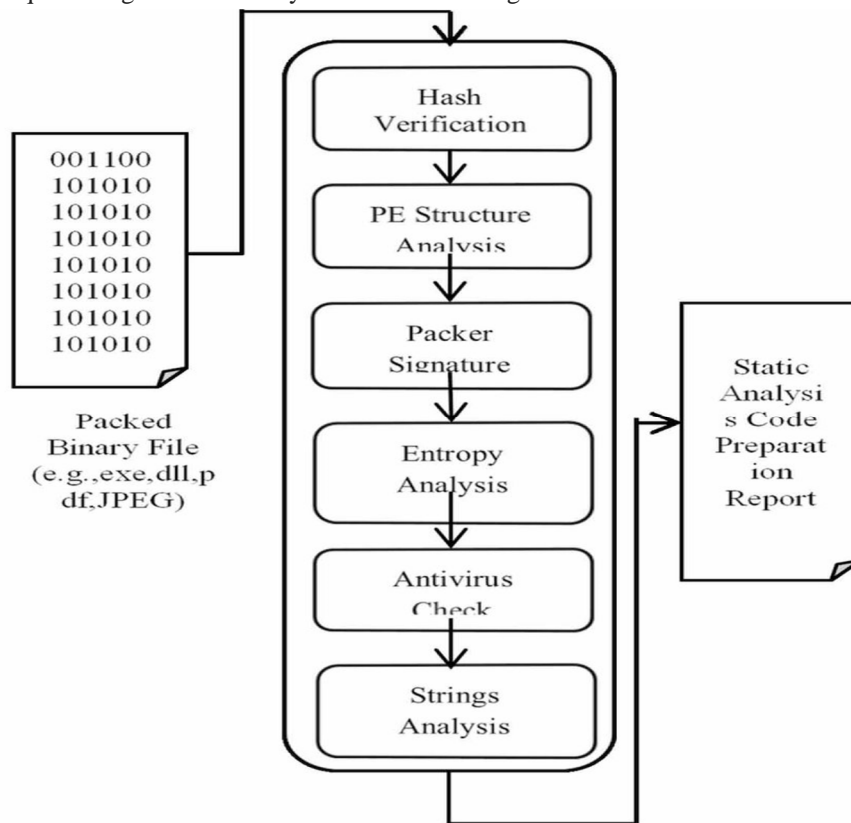 001100
101010
101010
101010
101010
101010
101010
101010
Packed
Binary File
(e.g.,exe,dll,p
df,JPEG)
Hash
Verification
PE Structure
Analysis
Packer
Signature
Entropy
Analysis
Antivirus
Check
Strings
Analysis
Static
Analysi
s Code
Preparat
ion
Report